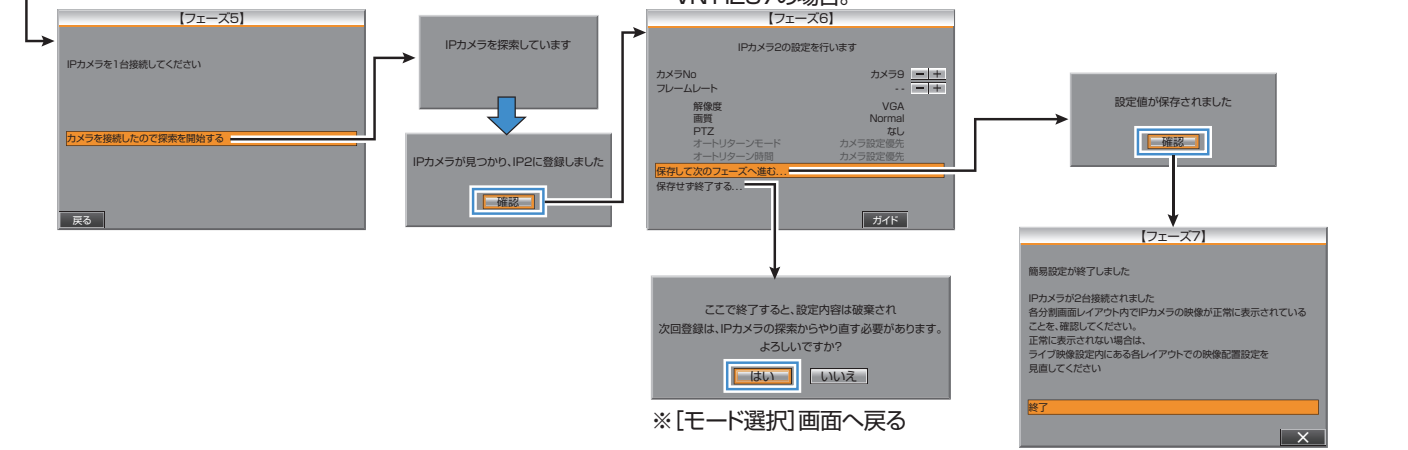 VN-H237の場合。
【フェーズ5】
IPカメラを1台接続してください
カメラを接続したので探索を開始する
戻る
IPカメラを探索しています
IPカメラが見つかり、IP2に登録しました
確認
【フェーズ6】
IPカメラ2の設定を行います
カメラNo カメラ9 － ＋
フレームレート - - － ＋
解像度 VGA
画質 Normal
PTZ なし
オートリターンモード カメラ設定優先
オートリターン時間 カメラ設定優先
保存して次のフェーズへ進む...
保存せず終了する...
ガイド
ここで終了すると、設定内容は破棄され
次回登録は、IPカメラの探索からやり直す必要があります。
よろしいですか?
はい いいえ
※[モード選択]画面へ戻る
設定値が保存されました
確認
【フェーズ7】
簡易設定が終了しました
IPカメラが2台接続されました
各分割画面レイアウト内でIPカメラの映像が正常に表示されている
ことを、確認してください。
正常に表示されない場合は、
ライブ映像設定内にある各レイアウトでの映像配置設定を
見直してください
終了
X